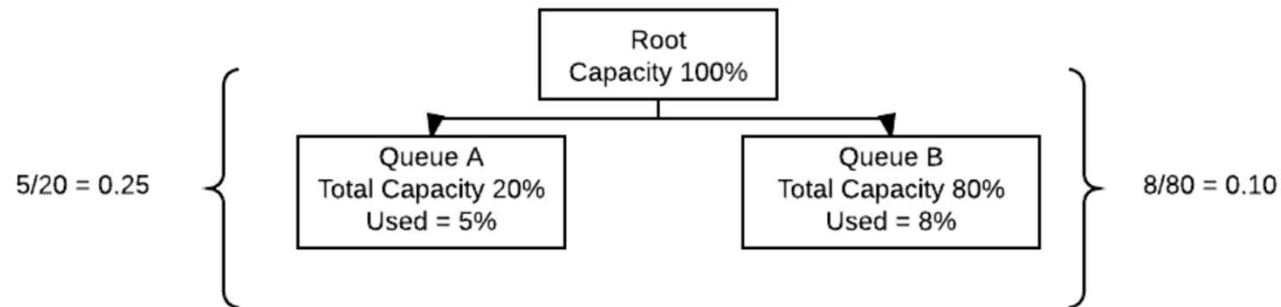 Root
Capacity 100%
Queue A
Total Capacity 20%
Used = 5%
Queue B
Total Capacity 80%
Used = 8%
5/20 = 0.25
8/80 = 0.10